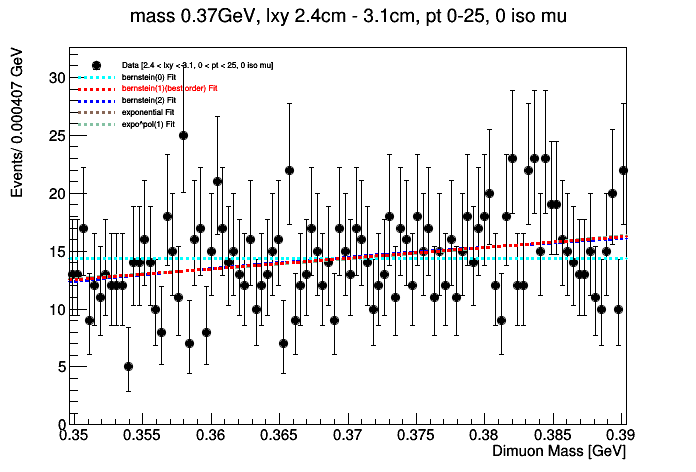 mass 0.37GeV, lxy 2.4cm - 3.1cm, pt 0-25, 0 iso mu
Events/ 0.000407 GeV
Data [2.4 < lxy < 3.1, 0 < pt < 25, 0 iso mu]
bernstein(0) Fit
bernstein(1)(best order) Fit
bernstein(2) Fit
exponential Fit
expo*pol(1) Fit
30
25
20
15
10
5
0
0.35 0.355 0.36 0.365 0.37 0.375 0.38 0.385 0.39
Dimuon Mass [GeV]